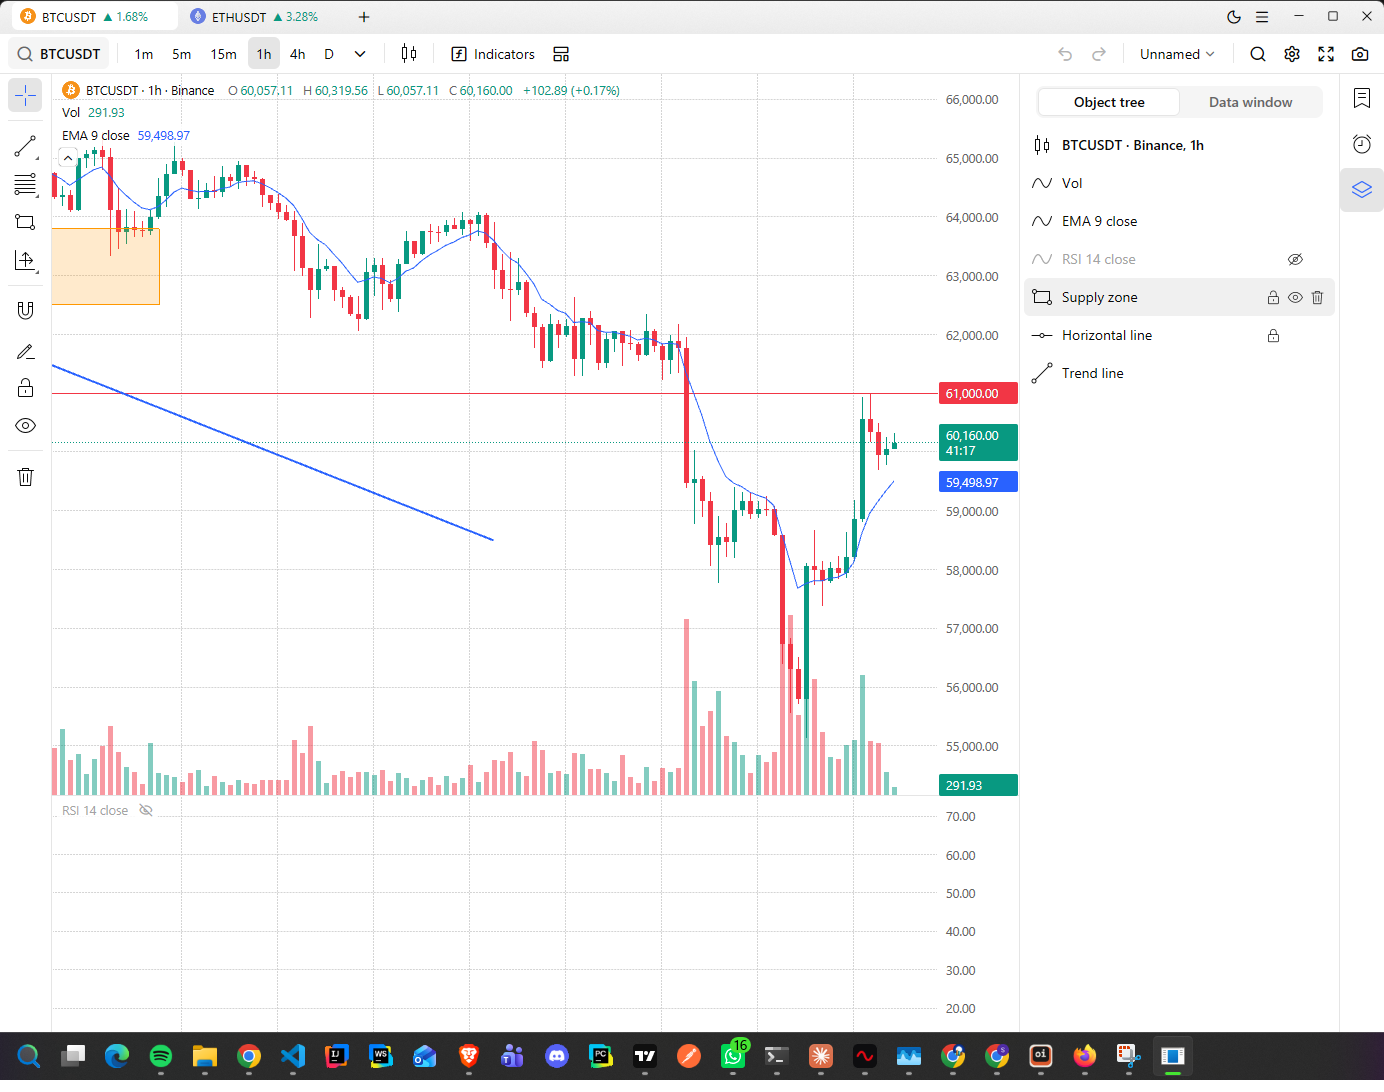 BTCUSDT 1.68% ETHUSDT 3.28%
BTCUSDT 1m 5m 15m 1h 4h D Indicators Unnamed
BTCUSDT · 1h · Binance O 60,057.11 H 60,319.56 L 60,057.11 C 60,160.00 +102.89 (+0.17%)
Vol 291.93
EMA 9 close 59,498.97
66,000.00
65,000.00
64,000.00
63,000.00
62,000.00
61,000.00
60,160.00
41:17
59,498.97
59,000.00
58,000.00
57,000.00
56,000.00
55,000.00
291.93
RSI 14 close
70.00
60.00
50.00
40.00
30.00
20.00
Object tree Data window
BTCUSDT · Binance, 1h
Vol
EMA 9 close
RSI 14 close
Supply zone
Horizontal line
Trend line
IJ WS T PC 16 S oi